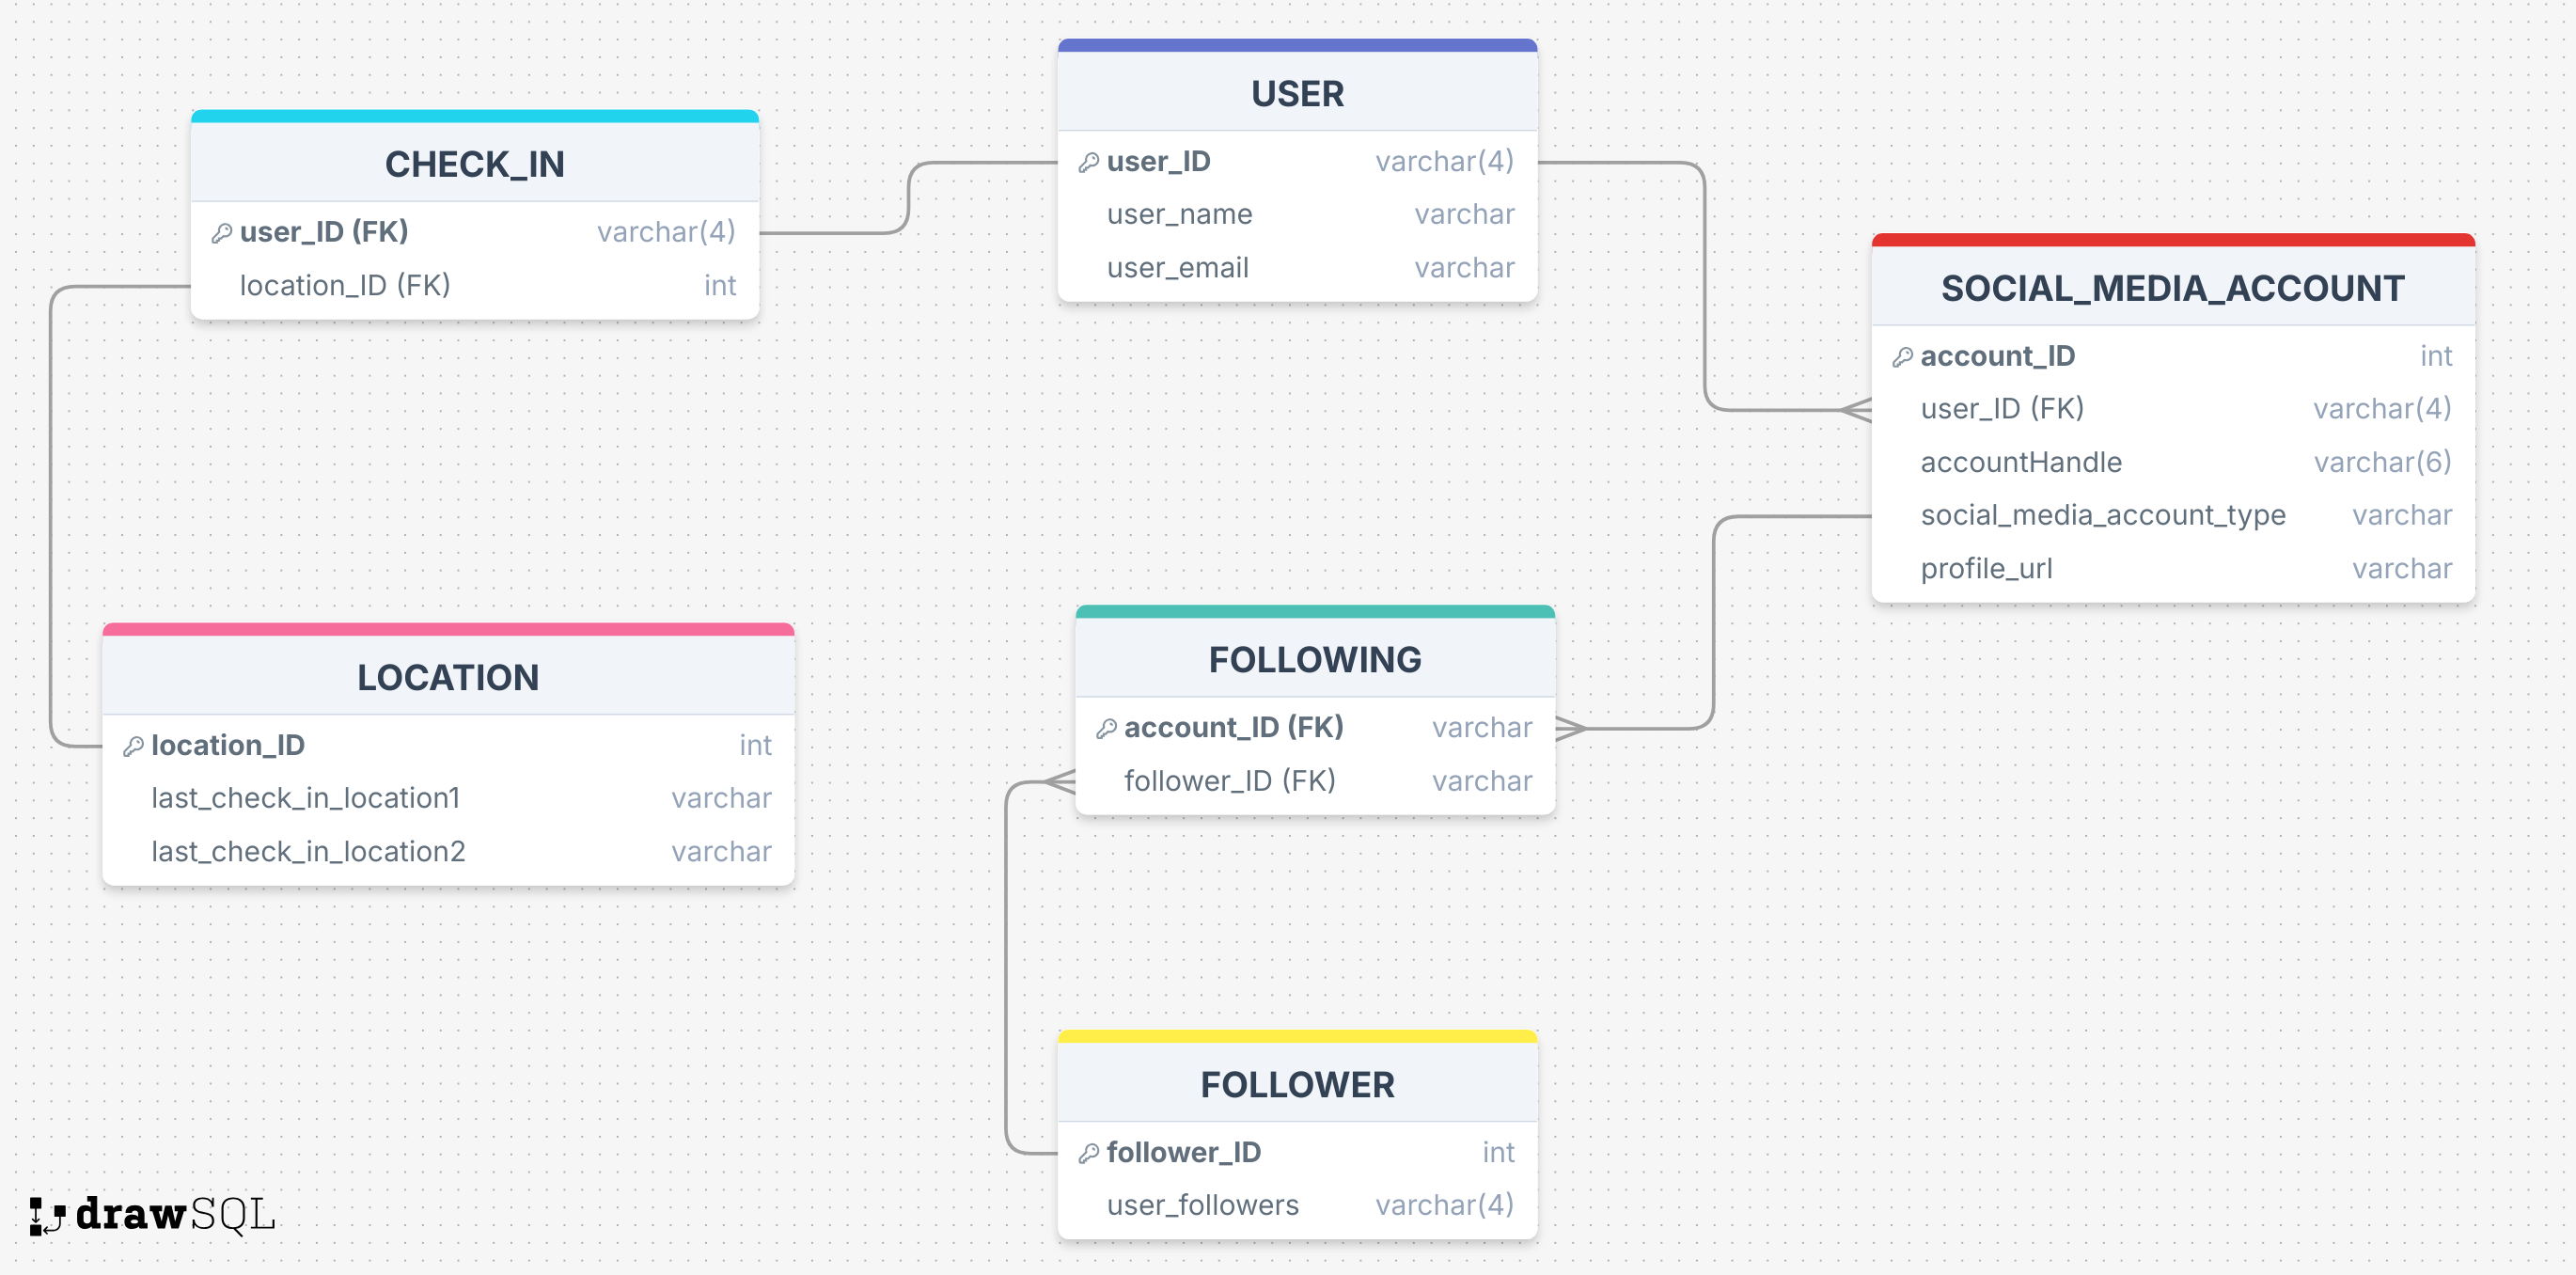 CHECK_IN
user_ID (FK) varchar(4)
location_ID (FK) int
USER
user_ID varchar(4)
user_name varchar
user_email varchar
SOCIAL_MEDIA_ACCOUNT
account_ID int
user_ID (FK) varchar(4)
accountHandle varchar(6)
social_media_account_type varchar
profile_url varchar
LOCATION
location_ID int
last_check_in_location1 varchar
last_check_in_location2 varchar
FOLLOWING
account_ID (FK) varchar
follower_ID (FK) varchar
FOLLOWER
follower_ID int
user_followers varchar(4)
drawSQL